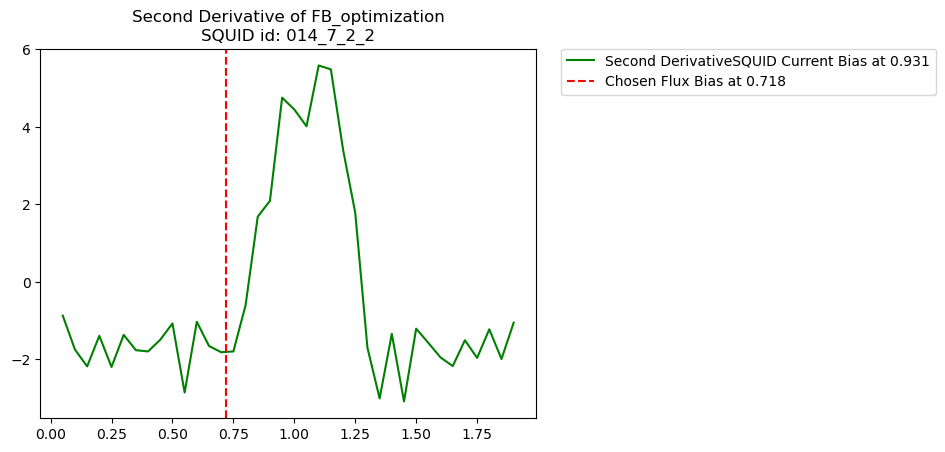 Second Derivative of FB_optimization
SQUID id: 014_7_2_2
Second DerivativeSQUID Current Bias at 0.931
Chosen Flux Bias at 0.718
6
4
2
0
−2
0.00 0.25 0.50 0.75 1.00 1.25 1.50 1.75